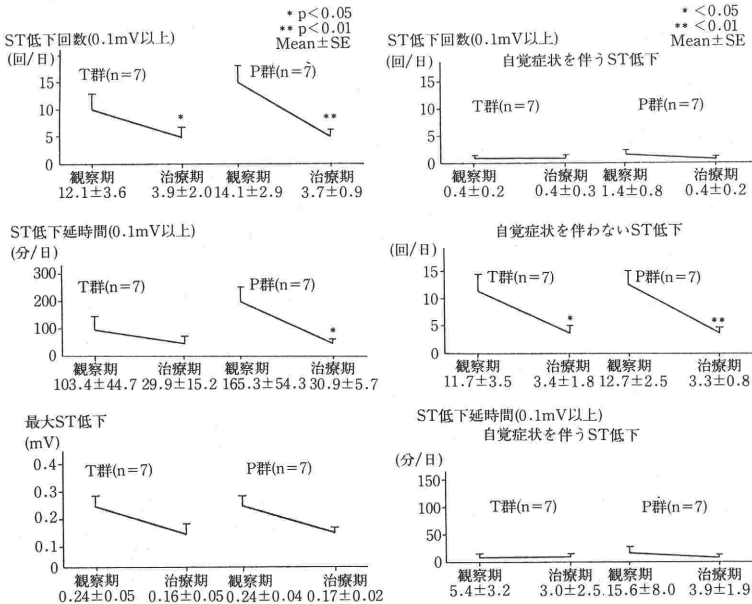 * p<0.05
** p<0.01
Mean±SE
ST低下回数(0.1mV以上)
(回/日)
T群(n=7)
P群(n=7)
15
10
5
0
*
**
観察期 治療期 観察期 治療期
12.1±3.6 3.9±2.0 14.1±2.9 3.7±0.9
ST低下延時間(0.1mV以上)
(分/日)
T群(n=7)
P群(n=7)
300
200
100
0
*
観察期 治療期 観察期 治療期
103.4±44.7 29.9±15.2 165.3±54.3 30.9±5.7
最大ST低下
(mV)
T群(n=7)
P群(n=7)
0.4
0.3
0.2
0.1
0
観察期 治療期 観察期 治療期
0.24±0.05 0.16±0.05 0.24±0.04 0.17±0.02
* <0.05
** <0.01
Mean±SE
ST低下回数(0.1mV以上)
(回/日)
自覚症状を伴うST低下
T群(n=7)
P群(n=7)
15
10
5
0
観察期 治療期 観察期 治療期
0.4±0.2 0.4±0.3 1.4±0.8 0.4±0.2
自覚症状を伴わないST低下
(回/日)
T群(n=7)
P群(n=7)
15
10
5
0
*
**
観察期 治療期 観察期 治療期
11.7±3.5 3.4±1.8 12.7±2.5 3.3±0.8
ST低下延時間(0.1mV以上)
自覚症状を伴うST低下
(分/日)
T群(n=7)
P群(n=7)
150
100
50
0
観察期 治療期 観察期 治療期
5.4±3.2 3.0±2.5 15.6±8.0 3.9±1.9